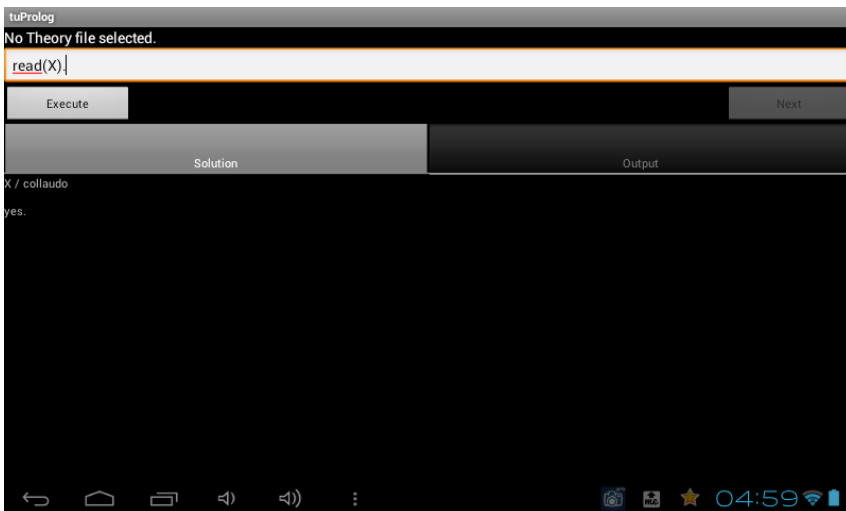 tuProlog
No Theory file selected.
read(X).
Execute Next
Solution Output
X / collaudo
yes.
04:59